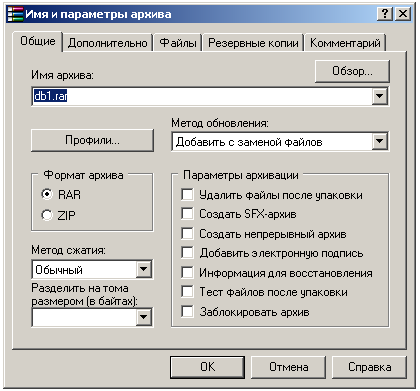 Имя и параметры архива
Общие
Дополнительно
Файлы
Резервные копии
Комментарий
Имя архива:
Обзор...
db1.rar
Профили...
Метод обновления:
Добавить с заменой файлов
Формат архива
RAR
ZIP
Метод сжатия:
Обычный
Разделить на тома
размером (в байтах):
Параметры архивации
Удалить файлы после упаковки
Создать SFX-архив
Создать непрерывный архив
Добавить электронную подпись
Информация для восстановления
Тест файлов после упаковки
Заблокировать архив
OK
Отмена
Справка